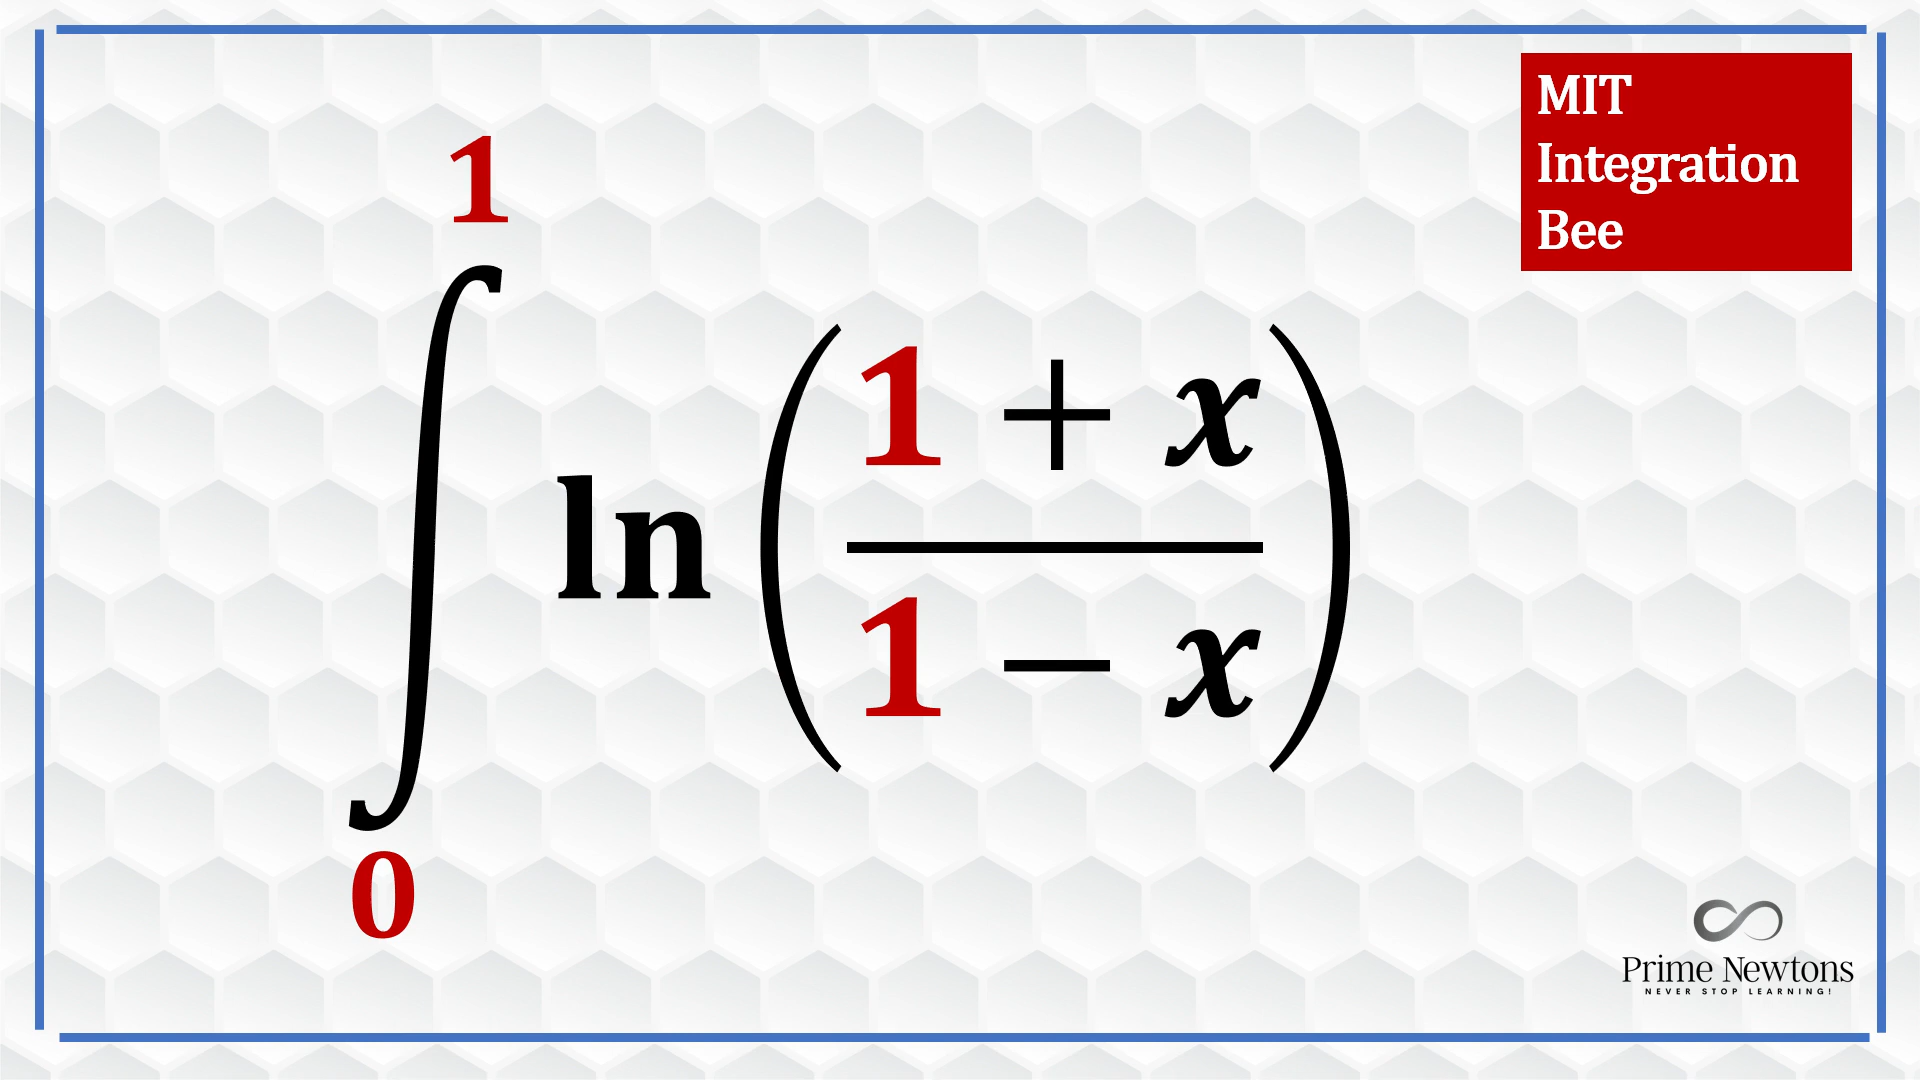 MIT
Integration
Bee
1
∫ ln ( 1 + x
1 − x )
0
Prime Newtons
NEVER STOP LEARNING!